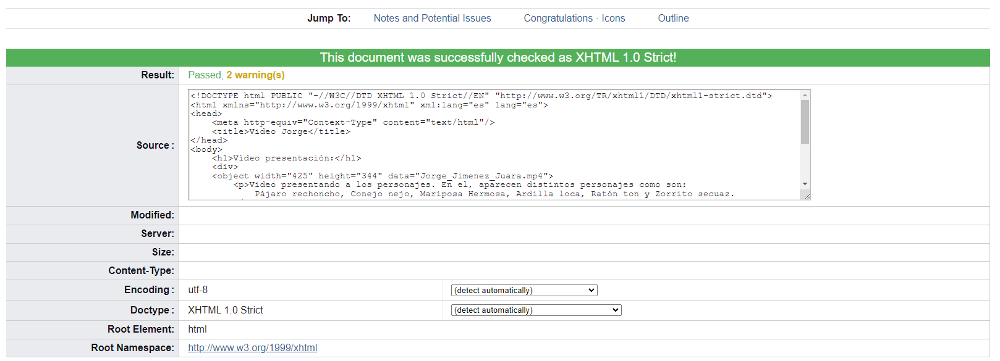 Jump To: Notes and Potential Issues Congratulations · Icons Outline
This document was successfully checked as XHTML 1.0 Strict!
Result: Passed, 2 warning(s)
Source :
<!DOCTYPE html PUBLIC "-//W3C//DTD XHTML 1.0 Strict//EN" "http://www.w3.org/TR/xhtml1/DTD/xhtml1-strict.dtd">
<html xmlns="http://www.w3.org/1999/xhtml" xml:lang="es" lang="es">
<head>
<meta http-equiv="Context-Type" content="text/html"/>
<title>Video Jorge</title>
</head>
<body>
<h1>Vídeo presentación:</h1>
<div>
<object width="425" height="344" data="Jorge_Jimenez_Juara.mp4">
<p>Video presentando a los personajes. En el, aparecen distintos personajes como son:
Pájaro rechoncho, Conejo nejo, Mariposa Hermosa, Ardilla loca, Ratón ton y Zorrito secuaz.
Modified:
Server:
Size:
Content-Type:
Encoding : utf-8 (detect automatically)
Doctype : XHTML 1.0 Strict (detect automatically)
Root Element: html
Root Namespace: http://www.w3.org/1999/xhtml